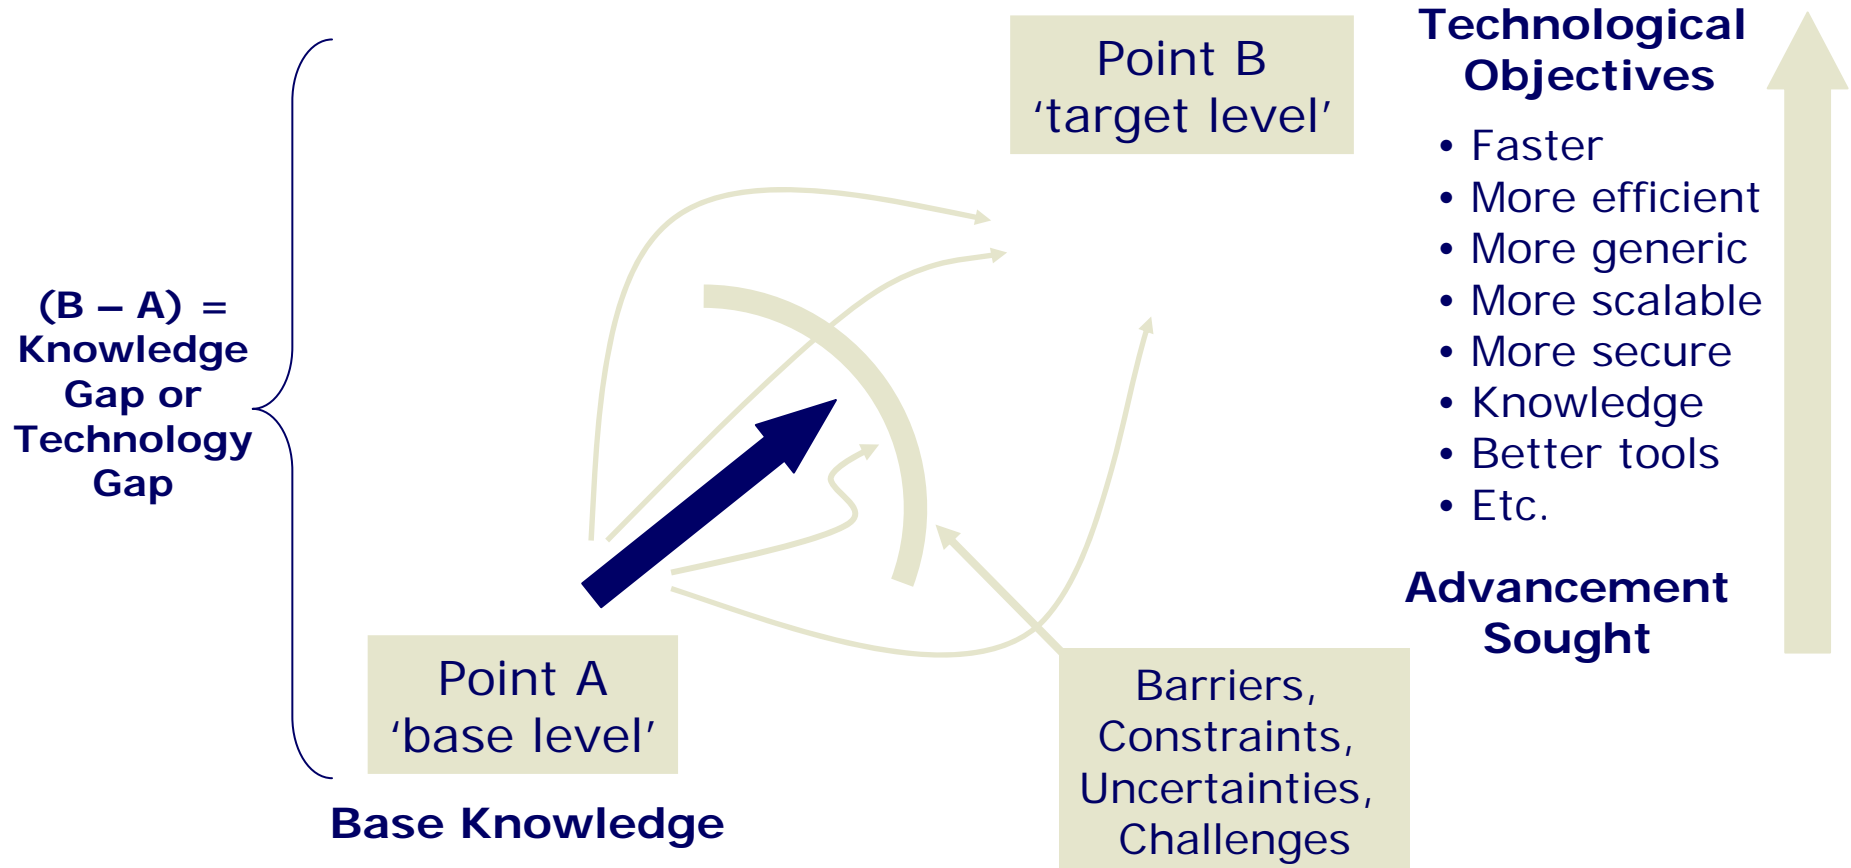 (B – A) =
Knowledge
Gap or
Technology
Gap
Point B
‘target level’
Point A
‘base level’
Base Knowledge
Barriers,
Constraints,
Uncertainties,
Challenges
Technological
Objectives
• Faster
• More efficient
• More generic
• More scalable
• More secure
• Knowledge
• Better tools
• Etc.
Advancement
Sought